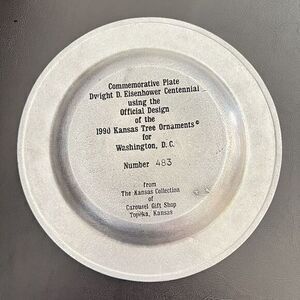 Commemorative Plate
Dwight D. Eisenhower Centennial
using the
Official Design
of the
1990 Kansas Tree Ornaments©
for
Washington, D.C.
Number 483
from
The Kansas Collection
of
Carousel Gift Shop
Topeka, Kansas